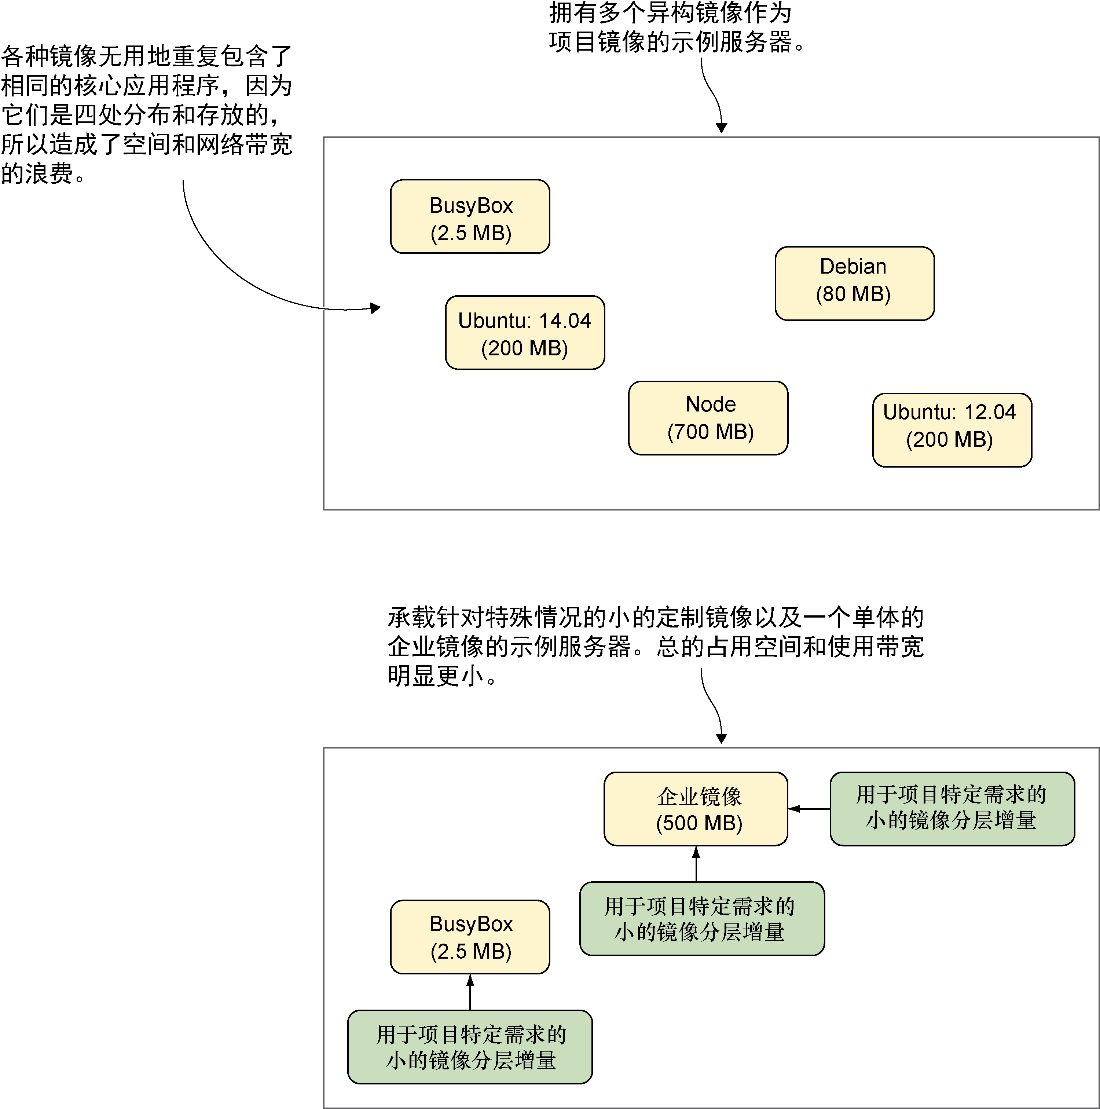 拥有多个异构镜像作为
项目镜像的示例服务器。
各种镜像无用地重复包含了
相同的核心应用程序，因为
它们是四处分布和存放的，
所以造成了空间和网络带宽
的浪费。
BusyBox
(2.5 MB)
Debian
(80 MB)
Ubuntu: 14.04
(200 MB)
Node
(700 MB)
Ubuntu: 12.04
(200 MB)
承载针对特殊情况的小的定制镜像以及一个单体的
企业镜像的示例服务器。总的占用空间和使用带宽
明显更小。
企业镜像
(500 MB)
用于项目特定需求的
小的镜像分层增量
用于项目特定需求的
小的镜像分层增量
BusyBox
(2.5 MB)
用于项目特定需求的
小的镜像分层增量